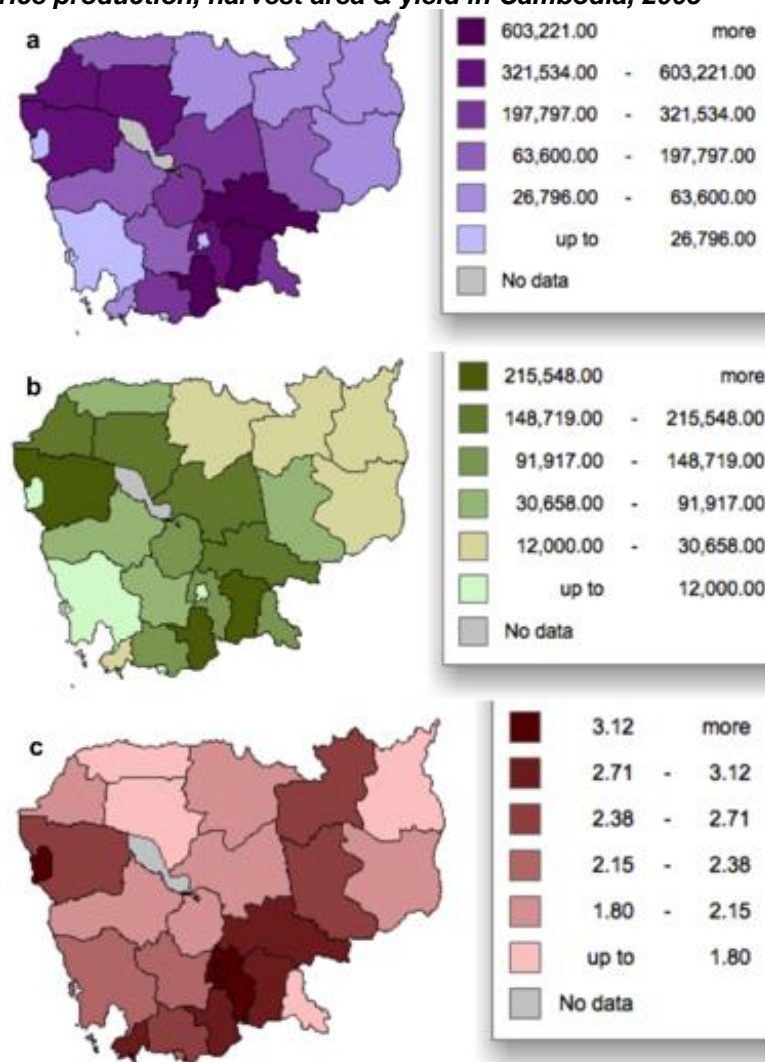 production, harvest area & yield in Cambodia,
a
603,221.00 more
321,534.00 - 603,221.00
197,797.00 - 321,534.00
63,600.00 - 197,797.00
26,796.00 - 63,600.00
up to 26,796.00
No data
b
215,548.00 more
148,719.00 - 215,548.00
91,917.00 - 148,719.00
30,658.00 - 91,917.00
12,000.00 - 30,658.00
up to 12,000.00
No data
c
3.12 more
2.71 - 3.12
2.38 - 2.71
2.15 - 2.38
1.80 - 2.15
up to 1.80
No data